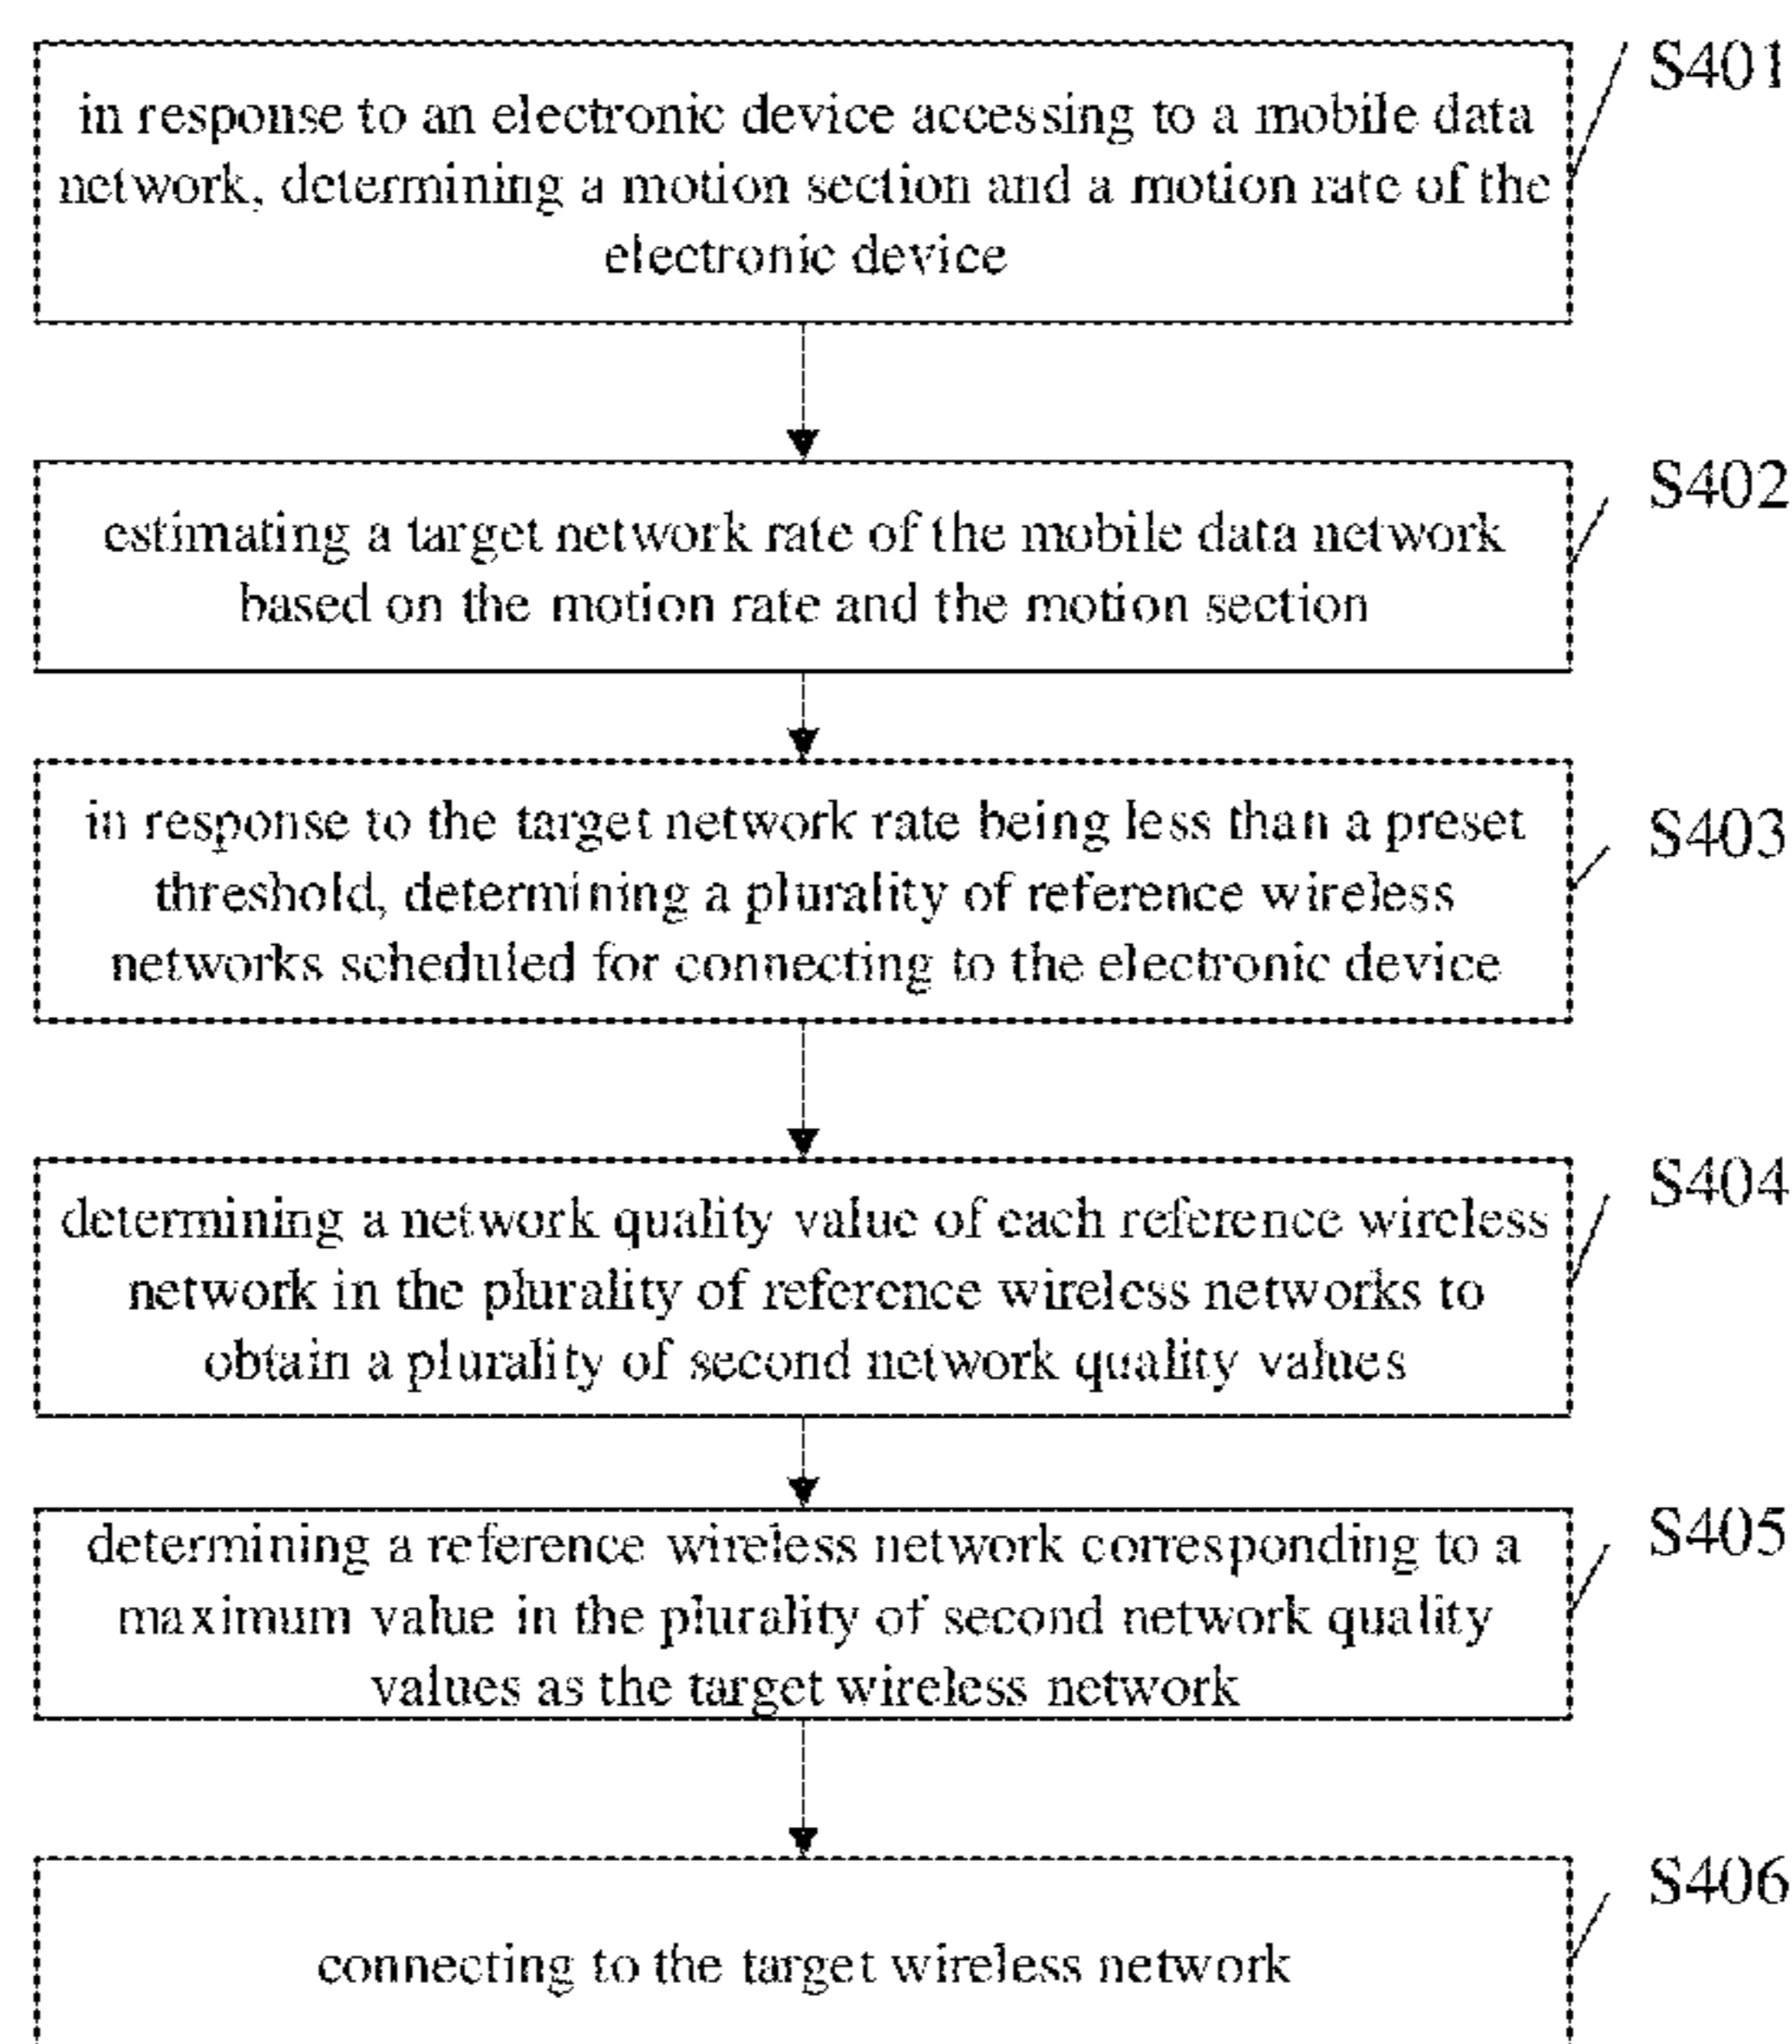 S401
in response to an electronic device accessing to a mobile data
network, determining a motion section and a motion rate of the
electronic device
S402
estimating a target network rate of the mobile data network
based on the motion rate and the motion section
S403
in response to the target network rate being less than a preset
threshold, determining a plurality of reference wireless
networks scheduled for connecting to the electronic device
S404
determining a network quality value of each reference wireless
network in the plurality of reference wireless networks to
obtain a plurality of second network quality values
S405
determining a reference wireless network corresponding to a
maximum value in the plurality of second network quality
values as the target wireless network
S406
connecting to the target wireless network